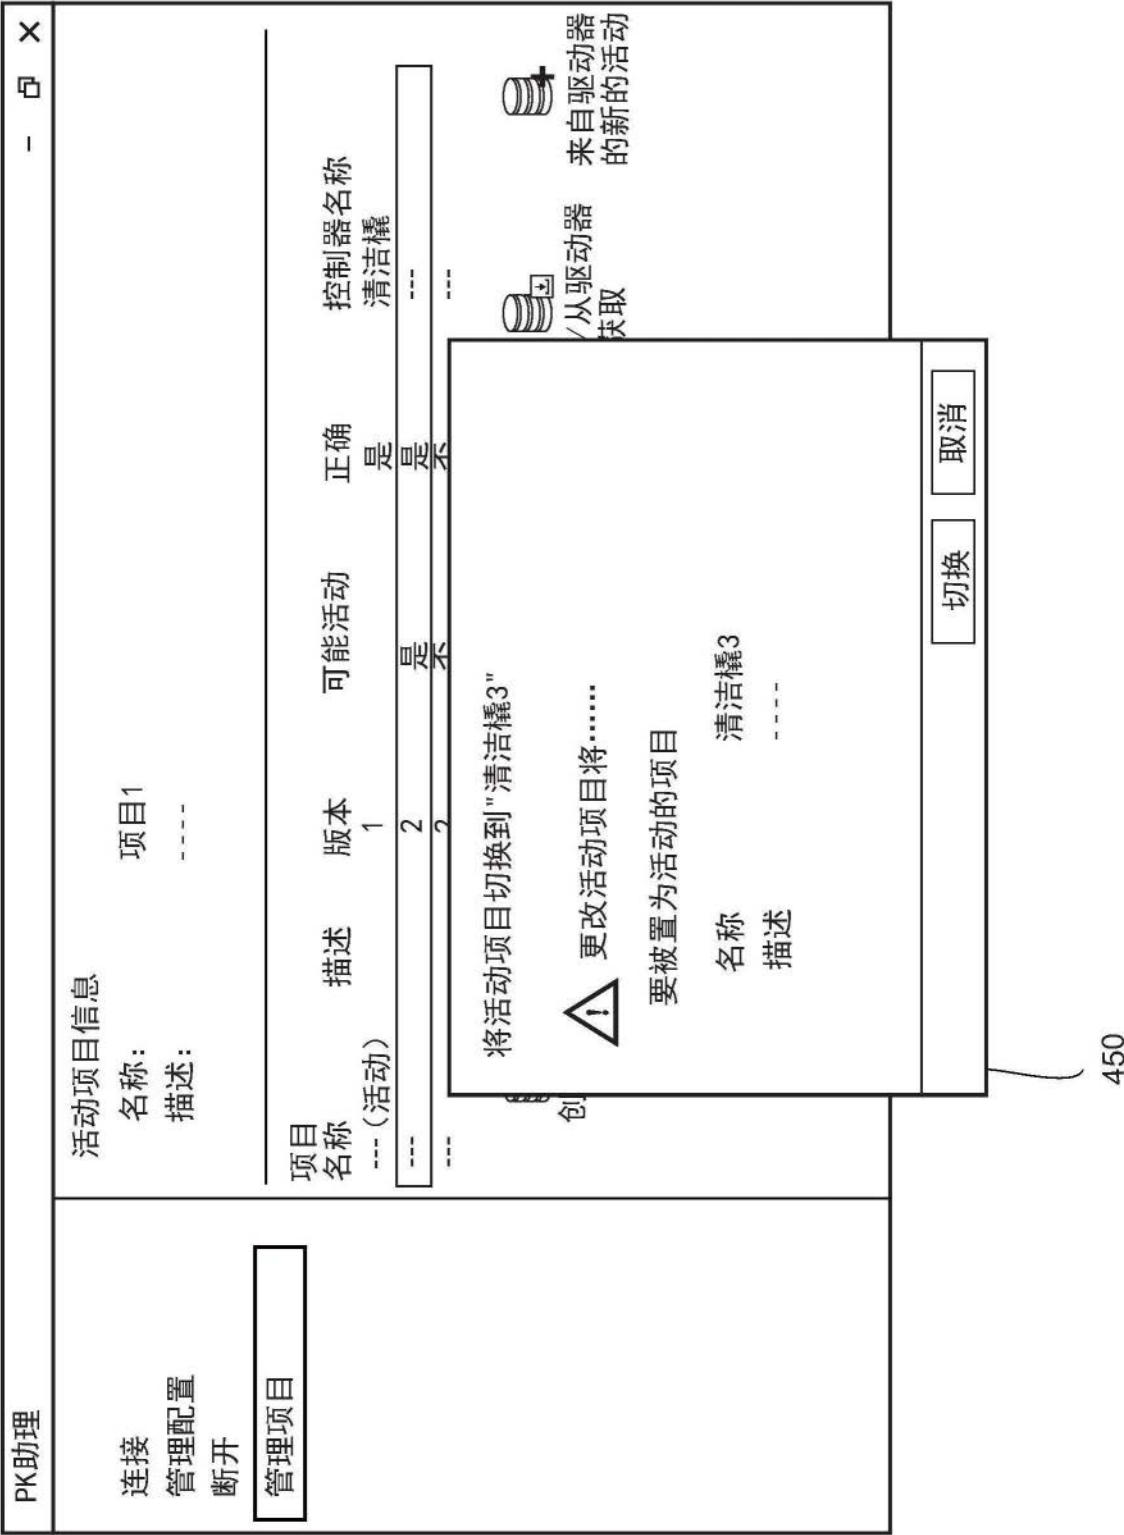 PK助理
连接
管理配置
断开
管理项目
活动项目信息
名称: 项目1
描述: ----
项目名称 描述 版本 可能活动 正确 控制器名称
---(活动) 1 是 清洁橇
--- 2 是 是 ---
--- 2 不 不 ---
创
/从驱动器
获取
来自驱动器
的新的活动
将活动项目切换到"清洁橇3"
更改活动项目将……
要被置为活动的项目
名称 清洁橇3
描述 ----
切换 取消
450